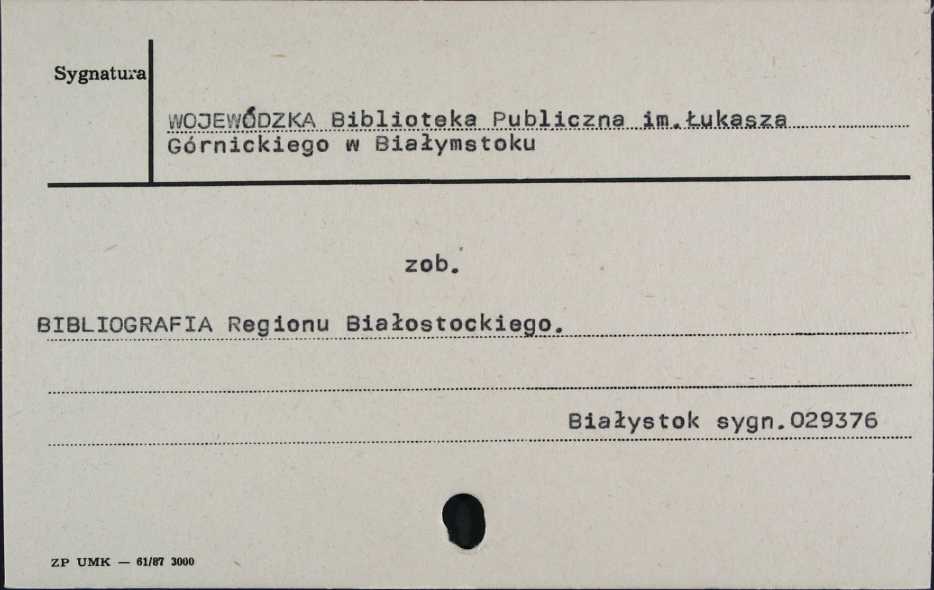 Sygnatura
WOJEWÓDZKA Biblioteka Publiczna im.Łukasza
Górnickiego w Białymstoku
zob.
BIBLIOGRAFIA Regionu Białostockiego.
Białystok sygn.029376
ZP UMK — 61/87 3000